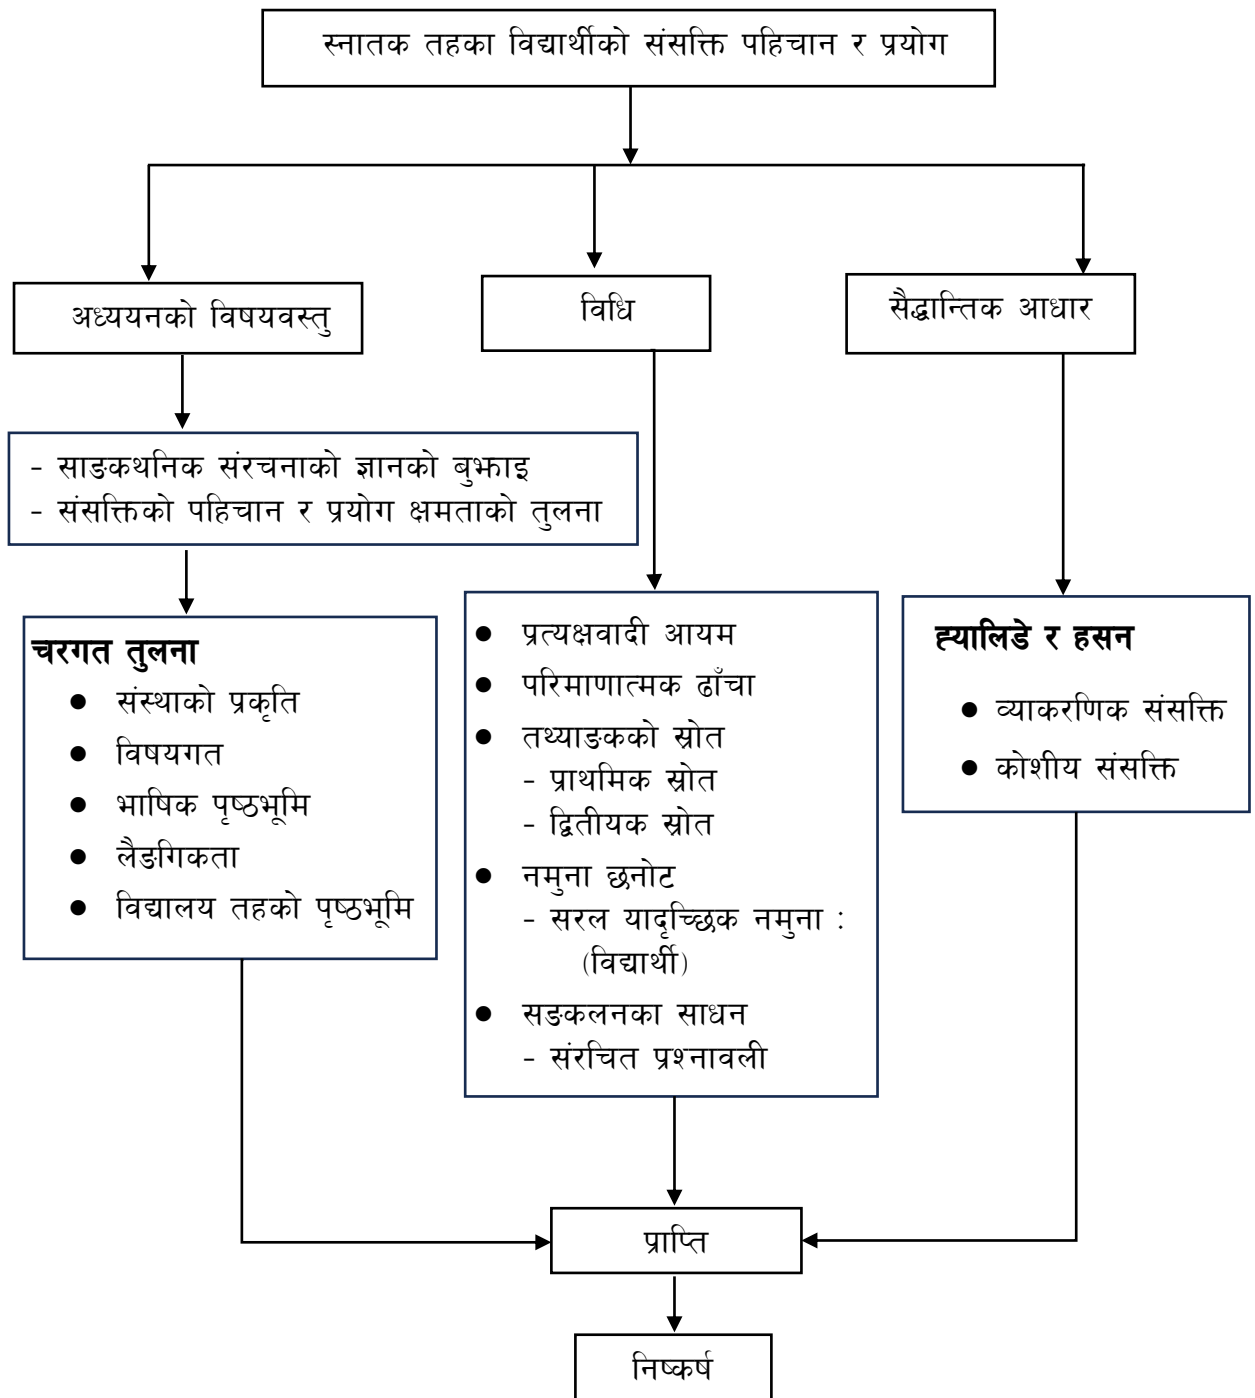 स्नातक तहका विद्यार्थीको संसक्ति पहिचान र प्रयोग
अध्ययनको विषयवस्तु
विधि
सैद्धान्तिक आधार
- साङकथनिक संरचनाको ज्ञानको बुझाइ
- संसक्तिको पहिचान र प्रयोग क्षमताको तुलना
चरगत तुलना
● संस्थाको प्रकृति
● विषयगत
● भाषिक पृष्ठभूमि
● लैङगिकता
● विद्यालय तहको पृष्ठभूमि
● प्रत्यक्षवादी आयम
● परिमाणात्मक ढाँचा
● तथ्याङकको स्रोत
- प्राथमिक स्रोत
- द्वितीयक स्रोत
● नमुना छनोट
- सरल यादृच्छिक नमुना :
(विद्यार्थी)
● सङकलनका साधन
- संरचित प्रश्नावली
ह्यालिडे र हसन
● व्याकरणिक संसक्ति
● कोशीय संसक्ति
प्राप्ति
निष्कर्ष